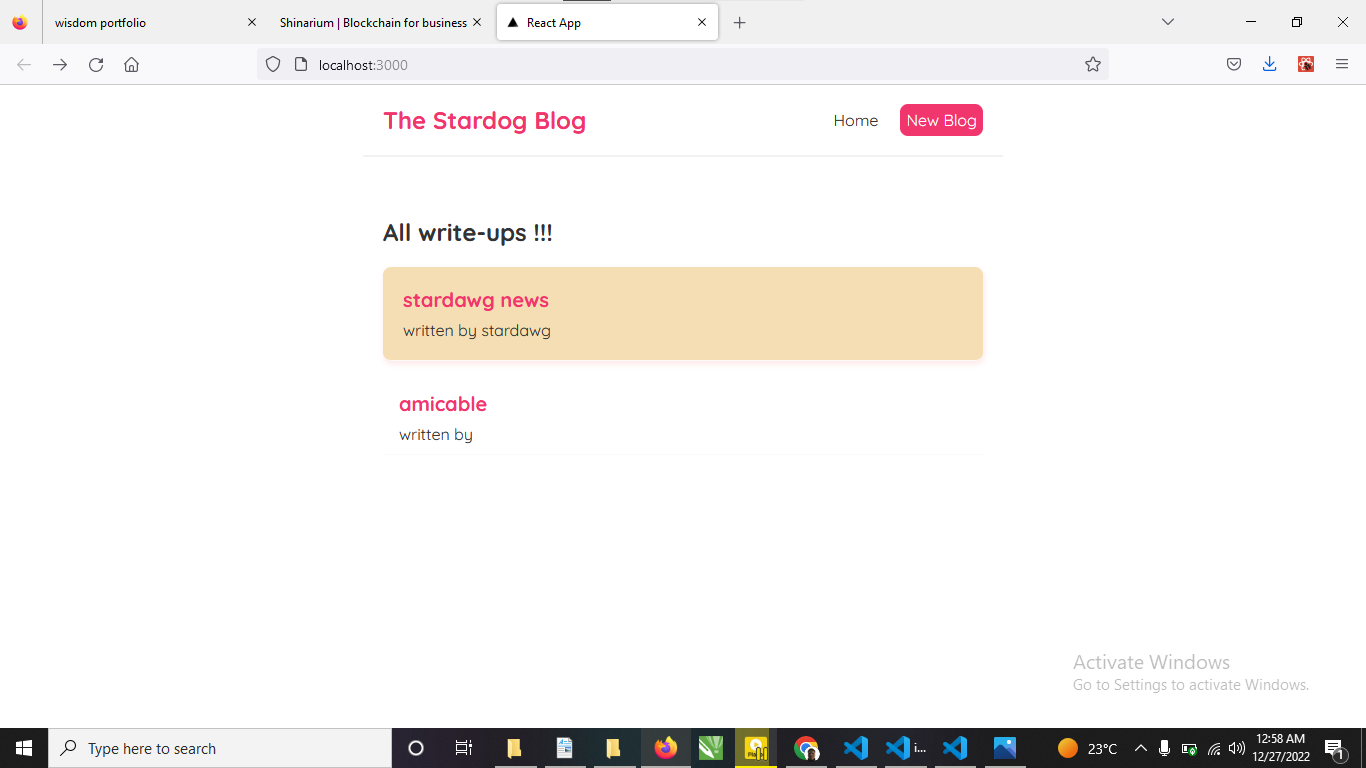 wisdom portfolio
Shinarium | Blockchain for business
React App
localhost:3000
The Stardog Blog
Home
New Blog
All write-ups !!!
stardawg news
written by stardawg
amicable
written by
Activate Windows
Go to Settings to activate Windows.
Type here to search
i...
23°C
12:58 AM
12/27/2022
1